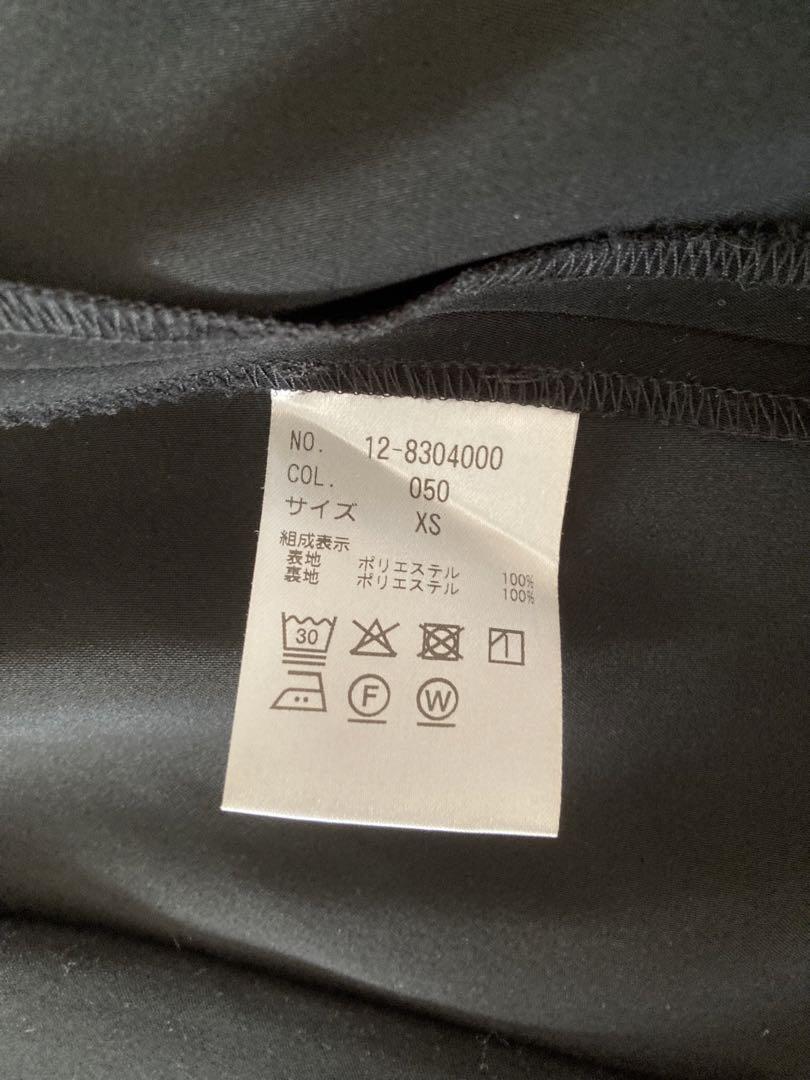 NO. 12-8304000
COL. 050
サイズ XS
組成表示
表地 ポリエステル 100%
裏地 ポリエステル 100%
30
F W